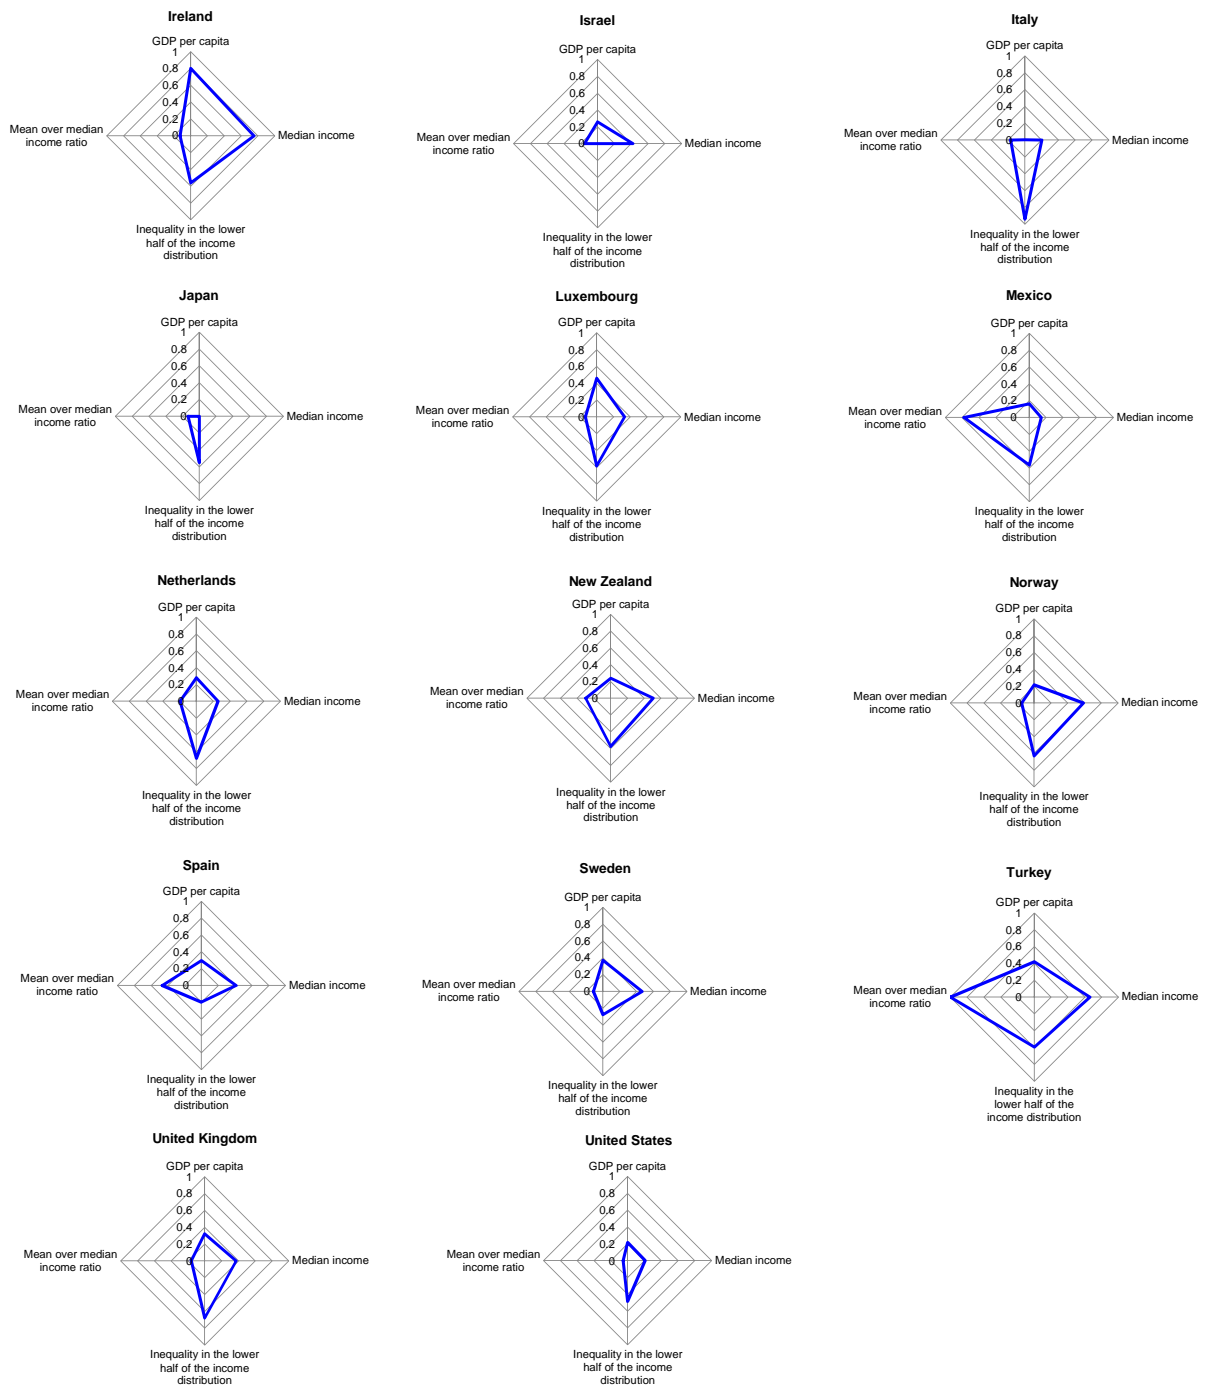 Ireland
GDP per capita
1
0.8
0.6
0.4
0.2
0
Mean over median
income ratio
Median income
Inequality in the lower
half of the income
distribution
Israel
GDP per capita
1
0.8
0.6
0.4
0.2
0
Mean over median
income ratio
Median income
Inequality in the lower
half of the income
distribution
Italy
GDP per capita
1
0.8
0.6
0.4
0.2
0
Mean over median
income ratio
Median income
Inequality in the lower
half of the income
distribution
Japan
GDP per capita
1
0.8
0.6
0.4
0.2
0
Mean over median
income ratio
Median income
Inequality in the lower
half of the income
distribution
Luxembourg
GDP per capita
1
0.8
0.6
0.4
0.2
0
Mean over median
income ratio
Median income
Inequality in the lower
half of the income
distribution
Mexico
GDP per capita
1
0.8
0.6
0.4
0.2
0
Mean over median
income ratio
Median income
Inequality in the lower
half of the income
distribution
Netherlands
GDP per capita
1
0.8
0.6
0.4
0.2
0
Mean over median
income ratio
Median income
Inequality in the lower
half of the income
distribution
New Zealand
GDP per capita
1
0.8
0.6
0.4
0.2
0
Mean over median
income ratio
Median income
Inequality in the lower
half of the income
distribution
Norway
GDP per capita
1
0.8
0.6
0.4
0.2
0
Mean over median
income ratio
Median income
Inequality in the lower
half of the income
distribution
Spain
GDP per capita
1
0.8
0.6
0.4
0.2
0
Mean over median
income ratio
Median income
Inequality in the lower
half of the income
distribution
Sweden
GDP per capita
1
0.8
0.6
0.4
0.2
0
Mean over median
income ratio
Median income
Inequality in the lower
half of the income
distribution
Turkey
GDP per capita
1
0.8
0.6
0.4
0.2
0
Mean over median
income ratio
Median income
Inequality in the
lower half of the
income distribution
United Kingdom
GDP per capita
1
0.8
0.6
0.4
0.2
0
Mean over median
income ratio
Median income
Inequality in the lower
half of the income
distribution
United States
GDP per capita
1
0.8
0.6
0.4
0.2
0
Mean over median
income ratio
Median income
Inequality in the lower
half of the income
distribution